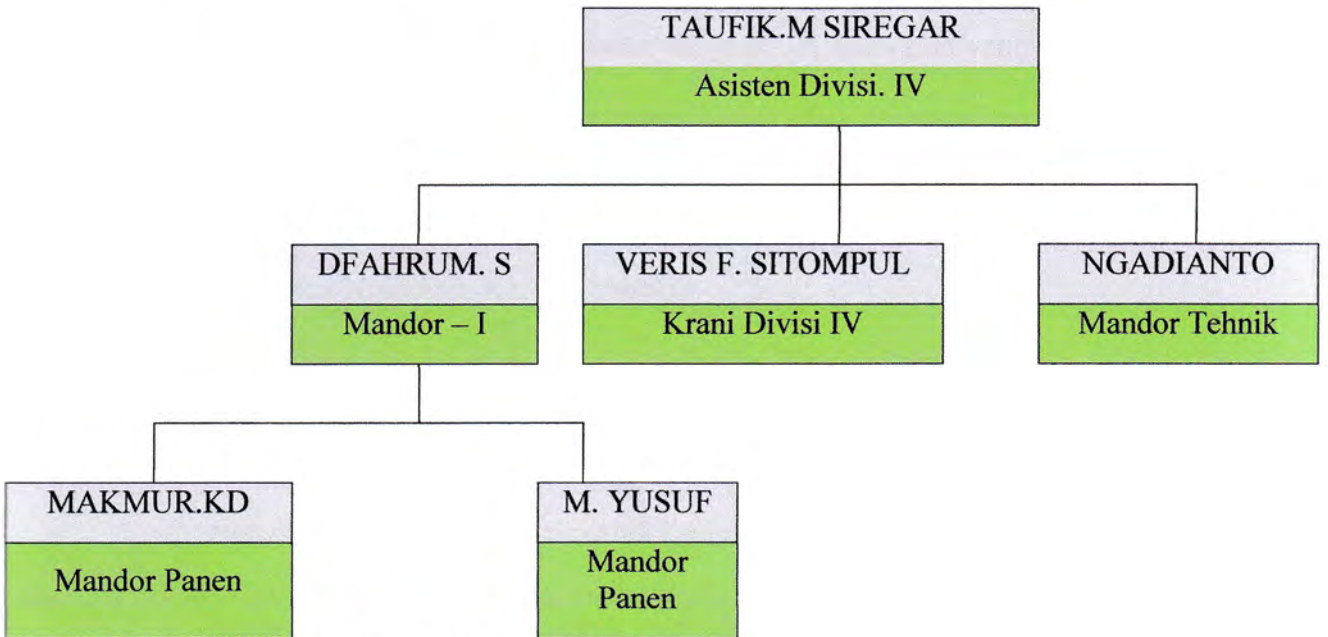 TAUFIK.M SIREGAR
Asisten Divisi. IV
DFAHRUM. S
Mandor – I
VERIS F. SITOMPUL
Krani Divisi IV
NGADIANTO
Mandor Tehnik
MAKMUR.KD
Mandor Panen
M. YUSUF
Mandor
Panen